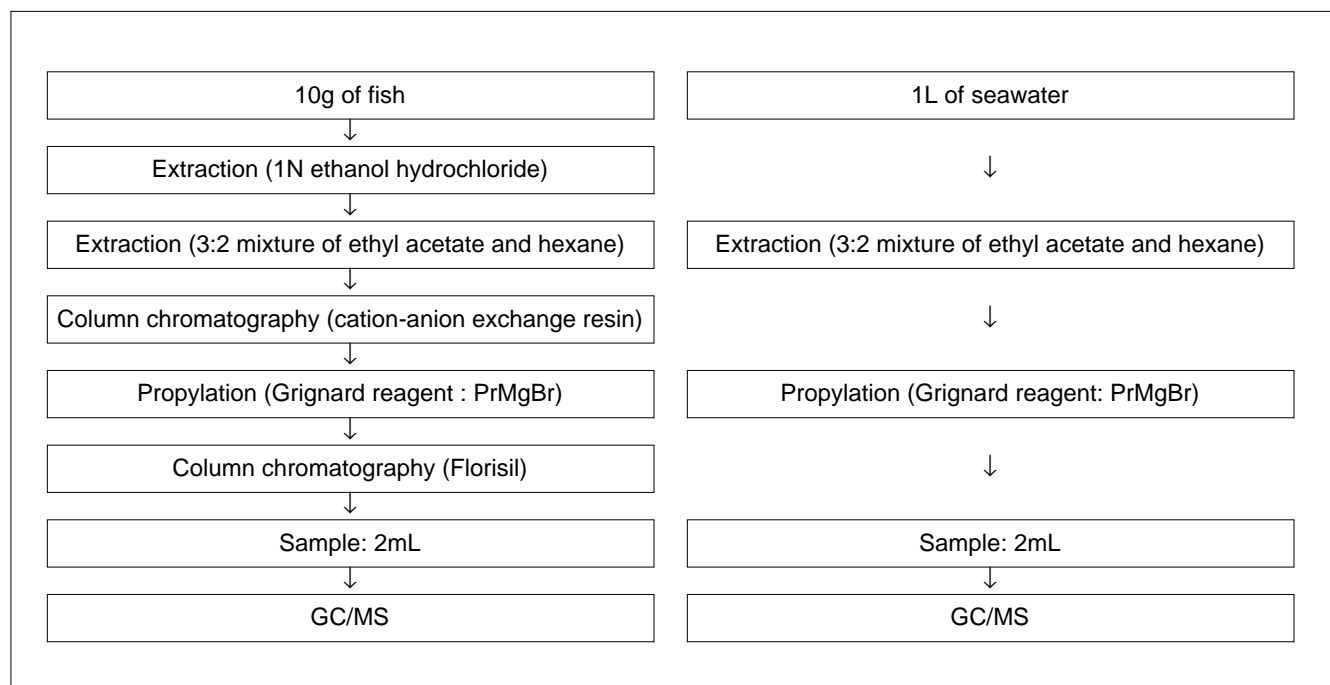 10g of fish
↓
Extraction (1N ethanol hydrochloride)
↓
Extraction (3:2 mixture of ethyl acetate and hexane)
↓
Column chromatography (cation-anion exchange resin)
↓
Propylation (Grignard reagent : PrMgBr)
↓
Column chromatography (Florisil)
↓
Sample: 2mL
↓
GC/MS
1L of seawater
↓
Extraction (3:2 mixture of ethyl acetate and hexane)
↓
Propylation (Grignard reagent: PrMgBr)
↓
Sample: 2mL
↓
GC/MS